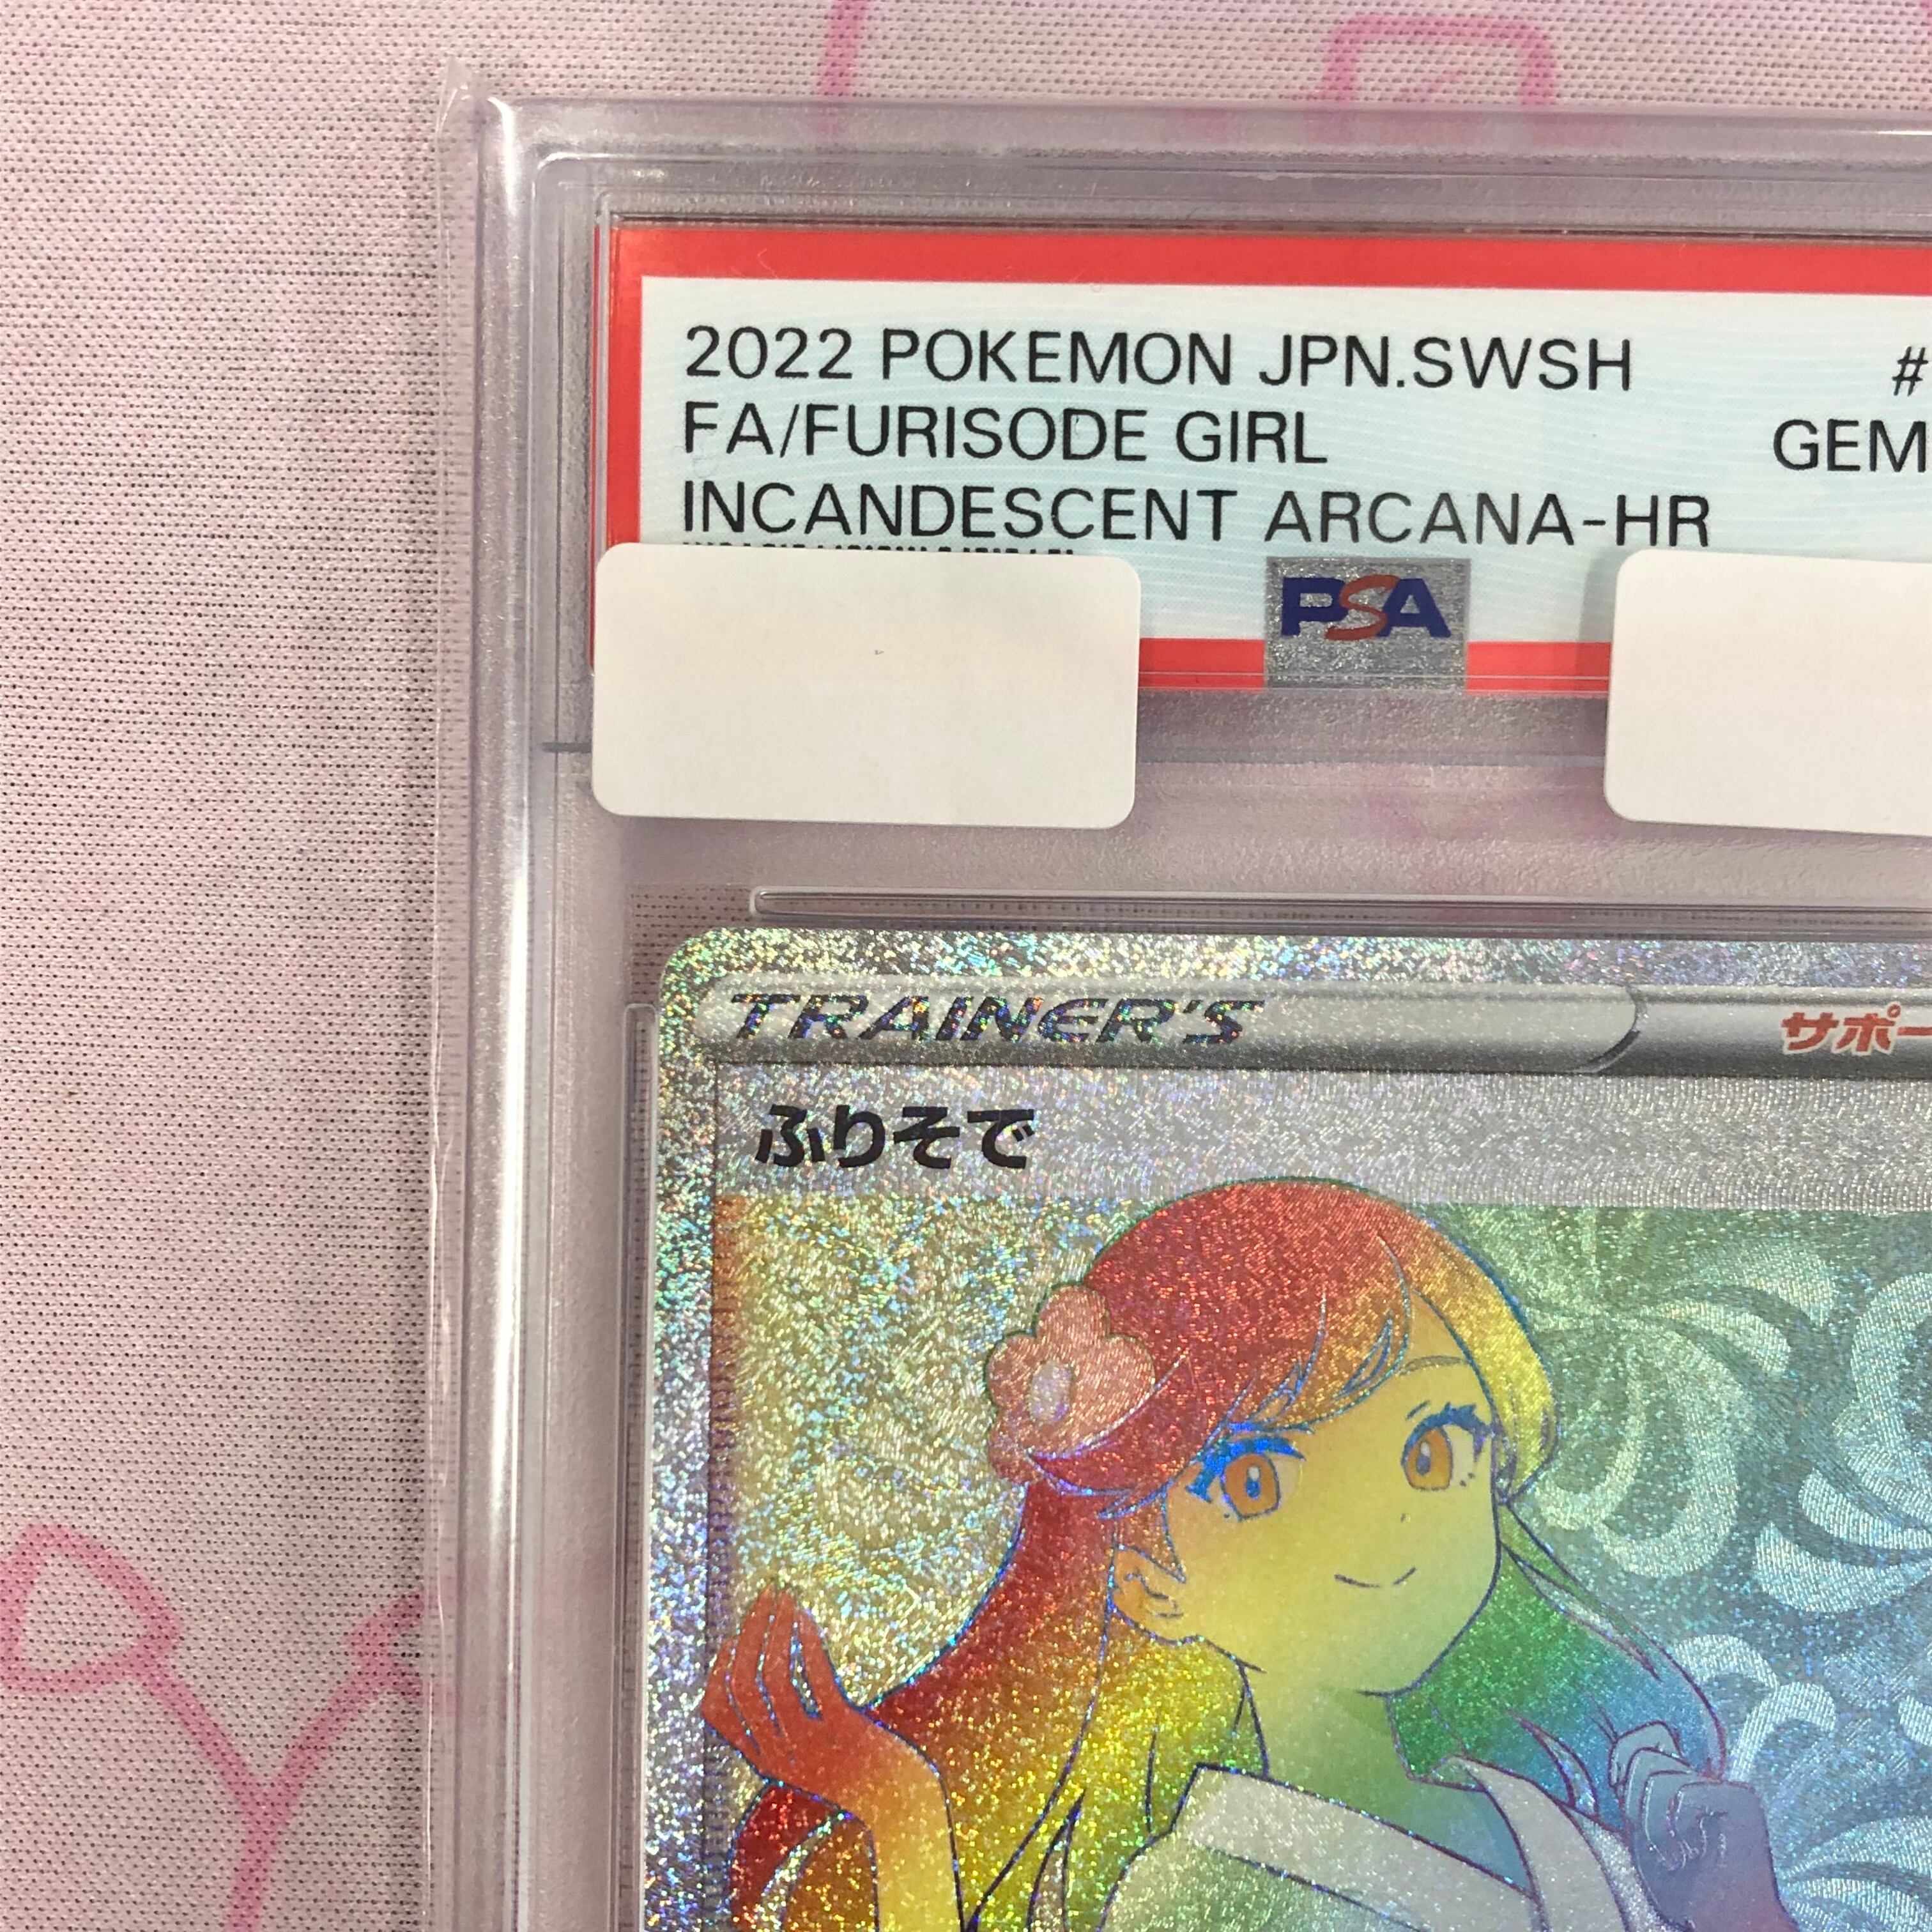 2022 POKEMON JPN.SWSH #
FA/FURISODE GIRL GEM
INCANDESCENT ARCANA-HR
PSA
TRAINER'S サポー
ふりそで